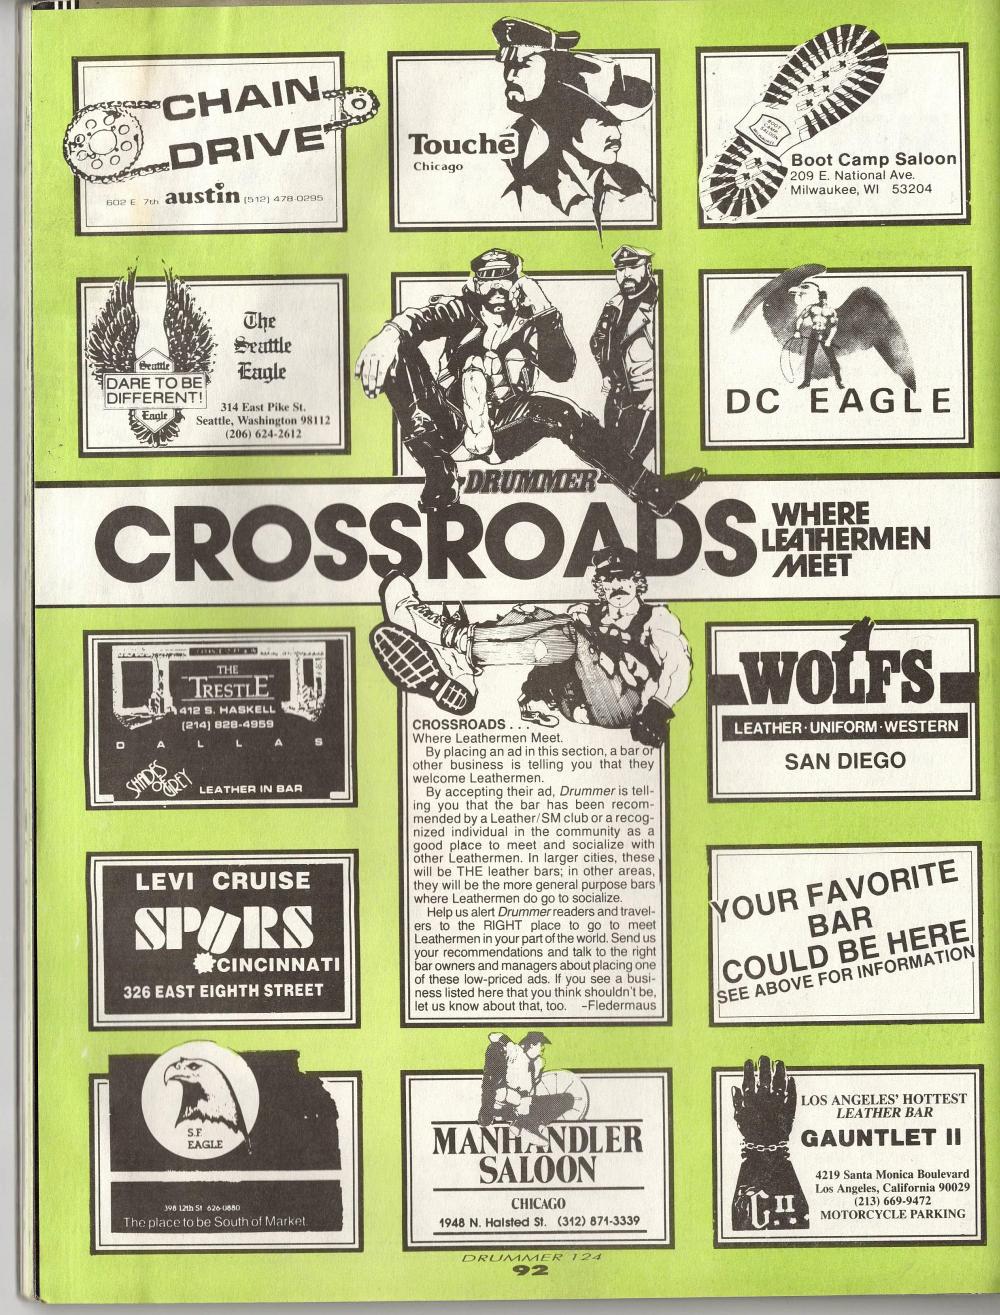 CHAIN
DRIVE
602 E. 7th austin (512) 478-0295
Touché
Chicago
BOOT
CAMP
SALOON
Boot Camp Saloon
209 E. National Ave.
Milwaukee, WI 53204
The
Seattle
Eagle
Seattle
DARE TO BE
DIFFERENT!
Eagle
314 East Pike St.
Seattle, Washington 98112
(206) 624-2612
DC EAGLE
DRUMMER
CROSSROADS
WHERE
LEATHERMEN
MEET
THE
TRESTLE
412 S. HASKELL
(214) 828-4959
DALLAS
SHADES
OF
GREY
LEATHER IN BAR
CROSSROADS . . .
Where Leathermen Meet.
By placing an ad in this section, a bar or
other business is telling you that they
welcome Leathermen.
By accepting their ad, Drummer is tell-
ing you that the bar has been recom-
mended by a Leather/SM club or a recog-
nized individual in the community as a
good place to meet and socialize with
other Leathermen. In larger cities, these
will be THE leather bars; in other areas,
they will be the more general purpose bars
where Leathermen do go to socialize.
Help us alert Drummer readers and travel-
ers to the RIGHT place to go to meet
Leathermen in your part of the world. Send us
your recommendations and talk to the right
bar owners and managers about placing one
of these low-priced ads. If you see a busi-
ness listed here that you think shouldn't be,
let us know about that, too. –Fledermaus
WOLFS
LEATHER·UNIFORM·WESTERN
SAN DIEGO
LEVI CRUISE
SPURS
CINCINNATI
326 EAST EIGHTH STREET
YOUR FAVORITE
BAR
COULD BE HERE
SEE ABOVE FOR INFORMATION
S.F.
EAGLE
398 12th St 626-0880
The place to be South of Market.
MANHANDLER
SALOON
CHICAGO
1948 N. Halsted St. (312) 871-3339
LOS ANGELES' HOTTEST
LEATHER BAR
GAUNTLET II
G.II.
4219 Santa Monica Boulevard
Los Angeles, California 90029
(213) 669-9472
MOTORCYCLE PARKING
DRUMMER 124
92